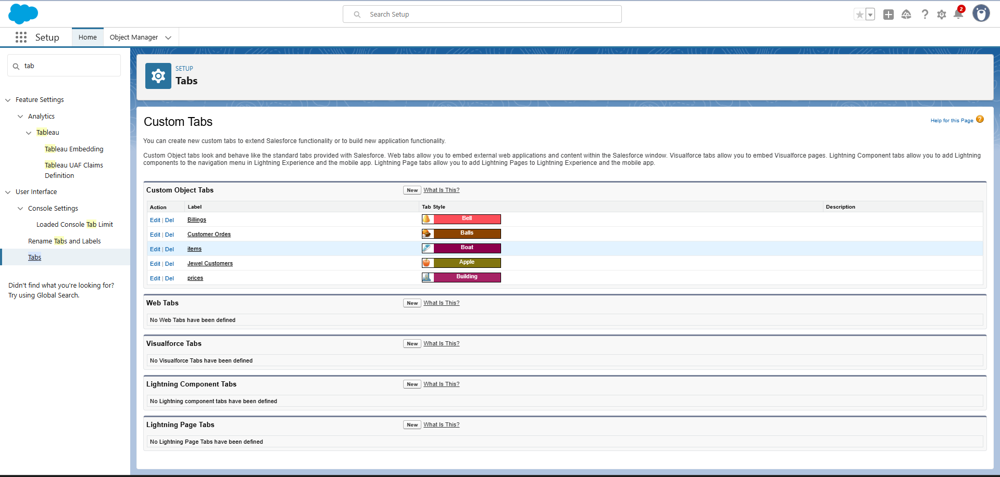 Search Setup
2
Setup
Home
Object Manager
tab
Feature Settings
Analytics
Tableau
Tableau Embedding
Tableau UAF Claims
Definition
User Interface
Console Settings
Loaded Console Tab Limit
Rename Tabs and Labels
Tabs
Didn't find what you're looking for?
Try using Global Search.
SETUP
Tabs
Custom Tabs
Help for this Page ?
You can create new custom tabs to extend Salesforce functionality or to build new application functionality.
Custom Object tabs look and behave like the standard tabs provided with Salesforce. Web tabs allow you to embed external web applications and content within the Salesforce window. Visualforce tabs allow you to embed Visualforce pages. Lightning Component tabs allow you to add Lightning
components to the navigation menu in Lightning Experience and the mobile app. Lightning Page tabs allow you to add Lightning Pages to Lightning Experience and the mobile app.
Custom Object Tabs New What Is This?
Action Label Tab Style Description
Edit | Del Billings Bell
Edit | Del Customer Ordes Balls
Edit | Del items Boat
Edit | Del Jewel Customers Apple
Edit | Del prices Building
Web Tabs New What Is This?
No Web Tabs have been defined
Visualforce Tabs New What Is This?
No Visualforce Tabs have been defined
Lightning Component Tabs New What Is This?
No Lightning component tabs have been defined
Lightning Page Tabs New What Is This?
No Lightning Page Tabs have been defined